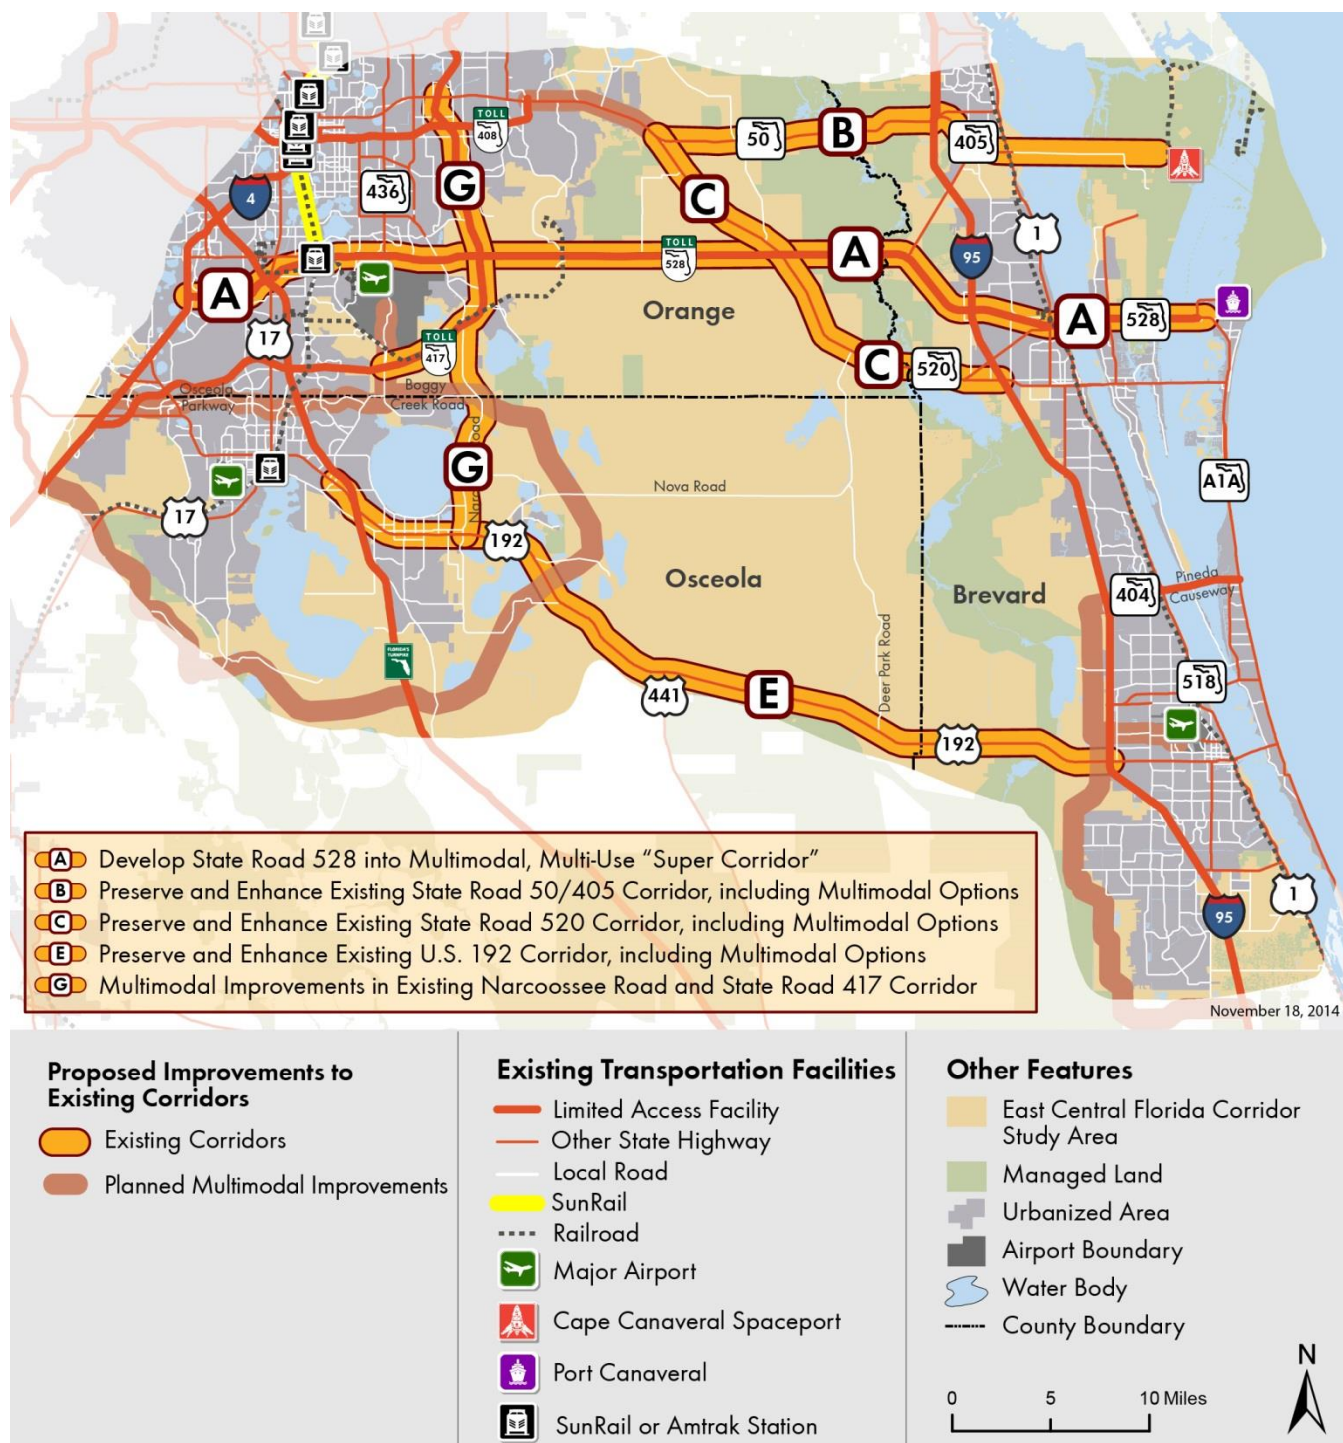 TOLL
408
50
B
405
4
436
G
C
1
A
TOLL
528
A
95
A
528
Orange
17
TOLL
417
C
520
Osceola
Parkway
Boggy
Creek Road
G
A1A
Nova Road
17
192
Osceola
Brevard
404
Pineda
Causeway
FLORIDA'S
TURNPIKE
441
E
Deer Park Road
518
192
A Develop State Road 528 into Multimodal, Multi-Use “Super Corridor”
B Preserve and Enhance Existing State Road 50/405 Corridor, including Multimodal Options
C Preserve and Enhance Existing State Road 520 Corridor, including Multimodal Options
E Preserve and Enhance Existing U.S. 192 Corridor, including Multimodal Options
G Multimodal Improvements in Existing Narcoossee Road and State Road 417 Corridor
1
95
November 18, 2014
Proposed Improvements to
Existing Corridors
Existing Corridors
Planned Multimodal Improvements
Existing Transportation Facilities
Limited Access Facility
Other State Highway
Local Road
SunRail
Railroad
Major Airport
Cape Canaveral Spaceport
Port Canaveral
SunRail or Amtrak Station
Other Features
East Central Florida Corridor
Study Area
Managed Land
Urbanized Area
Airport Boundary
Water Body
County Boundary
0 5 10 Miles
N